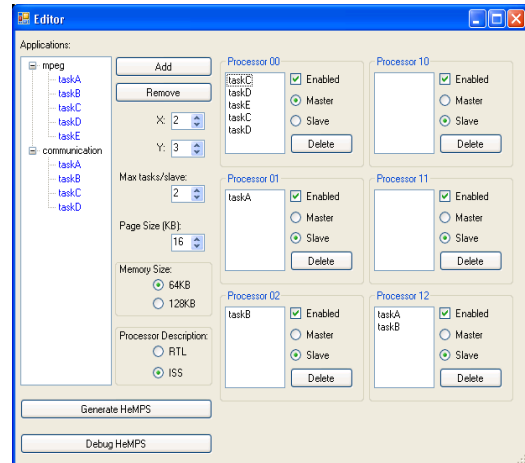 Editor
Applications:
mpeg
taskA
taskB
taskC
taskD
taskE
communication
taskA
taskB
taskC
taskD
Add
Remove
X: 2
Y: 3
Max tasks/slave:
2
Page Size (KB):
16
Memory Size:
64KB
128KB
Processor Description:
RTL
ISS
Generate HeMPS
Debug HeMPS
Processor 00
taskC
taskD
taskE
taskC
taskD
Enabled
Master
Slave
Delete
Processor 10
Enabled
Master
Slave
Delete
Processor 01
taskA
Enabled
Master
Slave
Delete
Processor 11
Enabled
Master
Slave
Delete
Processor 02
taskB
Enabled
Master
Slave
Delete
Processor 12
taskA
taskB
Enabled
Master
Slave
Delete